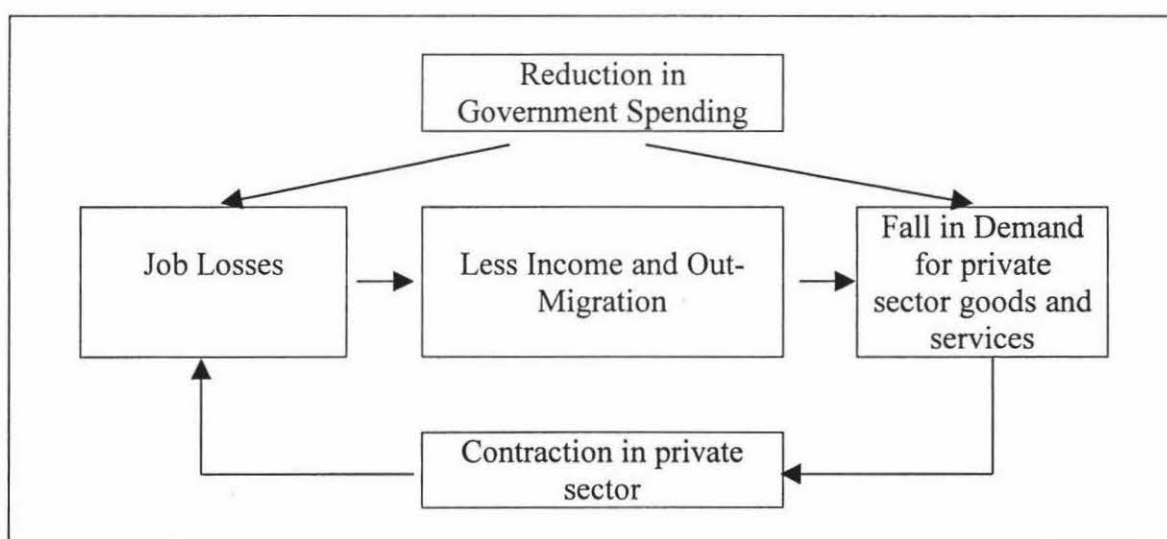 Reduction in
Government Spending
Job Losses
Less Income and Out-
Migration
Fall in Demand
for private
sector goods and
services
Contraction in private
sector